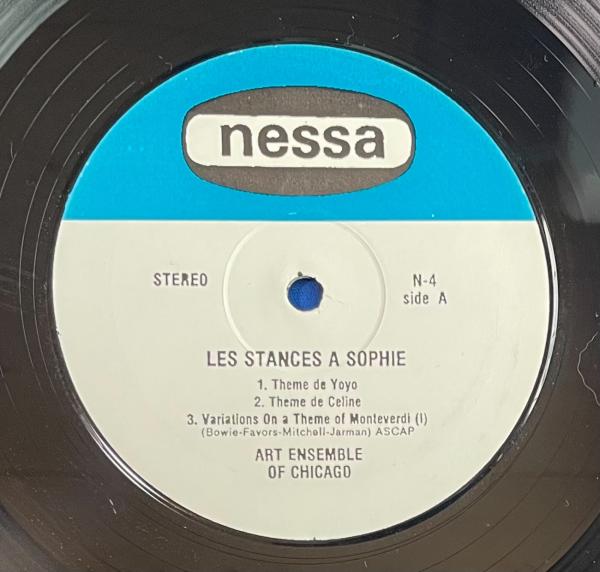 nessa
STEREO
N-4
side A
LES STANCES A SOPHIE
1. Theme de Yoyo
2. Theme de Celine
3. Variations On a Theme of Monteverdi (I)
(Bowie-Favors-Mitchell-Jarman) ASCAP
ART ENSEMBLE
OF CHICAGO